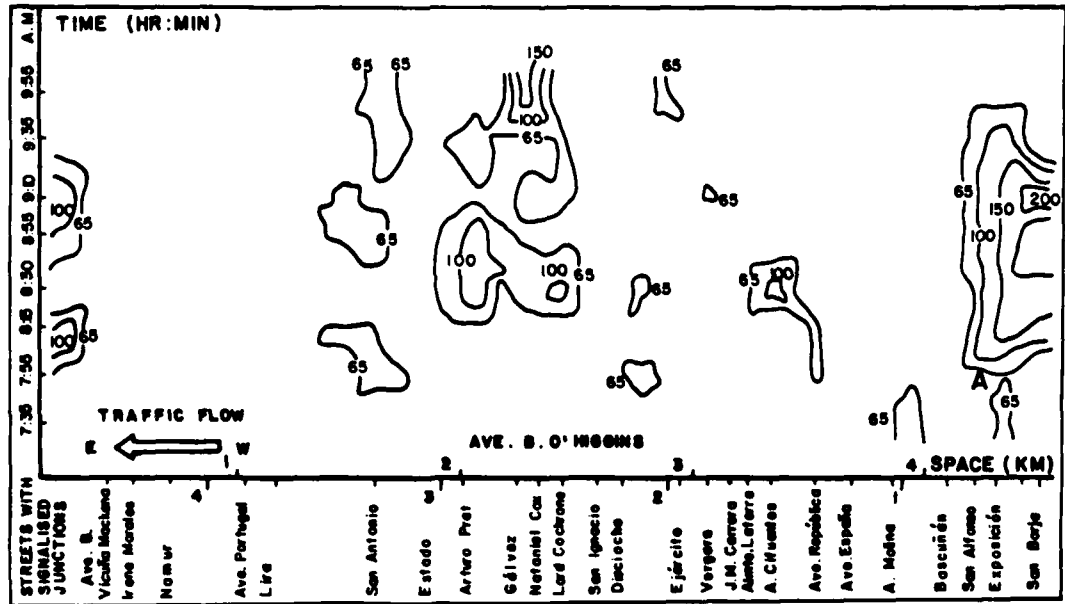 TIME (HR:MIN)
A.M
9:55
9:35
9:10
8:55
8:30
8:15
7:55
7:35
65
65
150
100
65
65
100
65
65
65
100
65
100
65
65
65
100
65
65
100
150
200
100
65
65
65
A
65
65
TRAFFIC FLOW
E
W
AVE. B. O'HIGGINS
1
2
3
4
SPACE (KM)
4
3
2
1
STREETS WITH
SIGNALISED
JUNCTIONS
Ave. B.
Vicuña Mackena
Irene Morales
Namur
Ave. Portugal
Lira
San Antonio
Estado
Arturo Prat
Gálvez
Nataniel Cox
Lord Cochrane
San Ignacio
Dieciocho
Ejército
Vergara
J.M. Carrera
A. Cifuentes
Ave. República
Ave. España
A. Molina
Bascuñán
San Alfonso
Exposición
San Borja